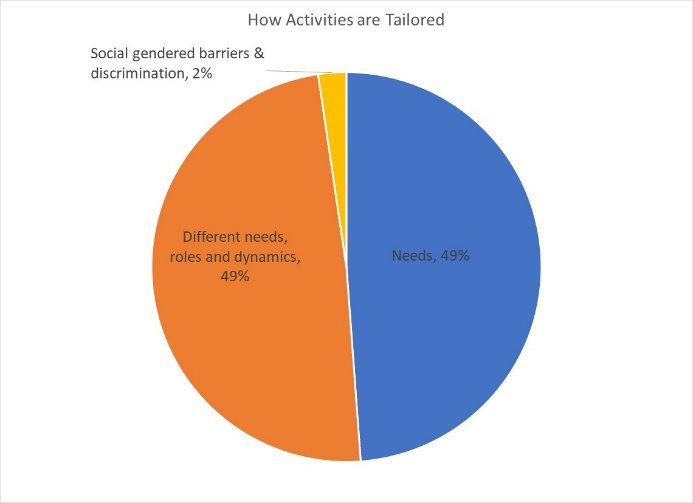 How Activities are Tailored
Social gendered barriers &
discrimination, 2%
Different needs,
roles and dynamics,
49%
Needs, 49%